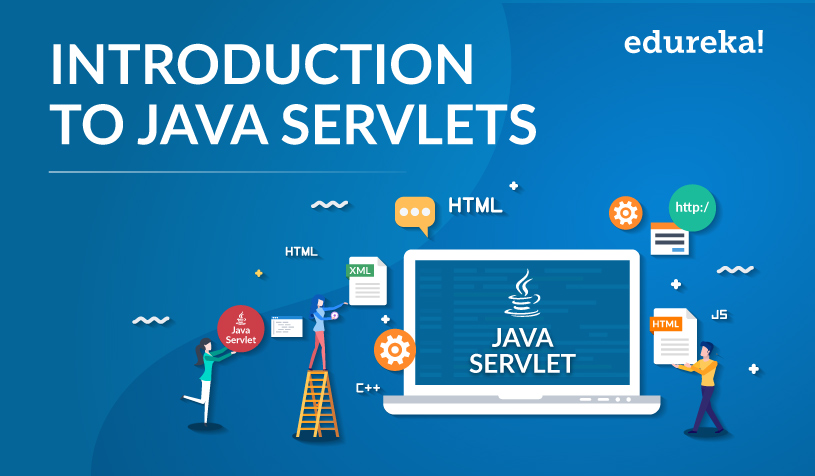 edureka!
INTRODUCTION
TO JAVA SERVLETS
HTML
http:/
HTML
XML
JAVA
SERVLET
Java
Servlet
HTML
JS
C++